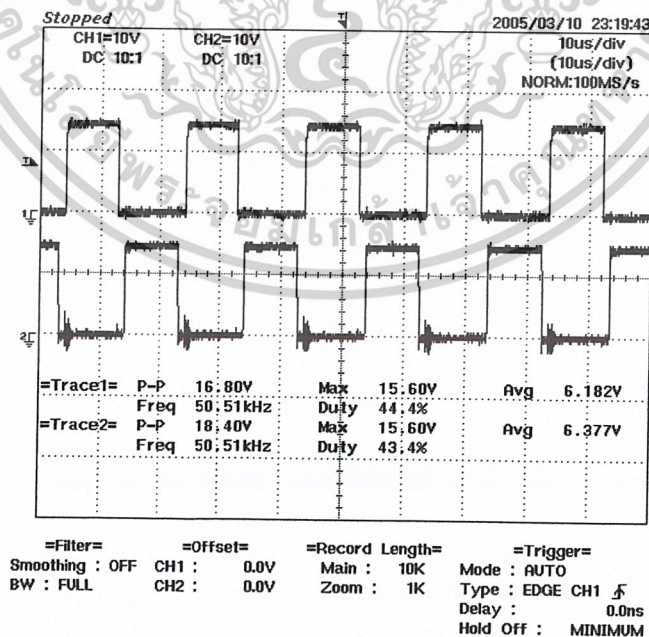 Stopped
2005/03/10 23:19:43
CH1=10V CH2=10V 10us/div
DC 10:1 DC 10:1 (10us/div)
NORM:100MS/s
T
T
1
2
=Trace1= P-P 16.80V Max 15.60V Avg 6.182V
Freq 50.51kHz Duty 44.4%
=Trace2= P-P 18.40V Max 15.60V Avg 6.377V
Freq 50.51kHz Duty 43.4%
=Filter= =Offset= =Record Length= =Trigger=
Smoothing : OFF CH1 : 0.0V Main : 10K Mode : AUTO
BW : FULL CH2 : 0.0V Zoom : 1K Type : EDGE CH1
Delay : 0.0ns
Hold Off : MINIMUM